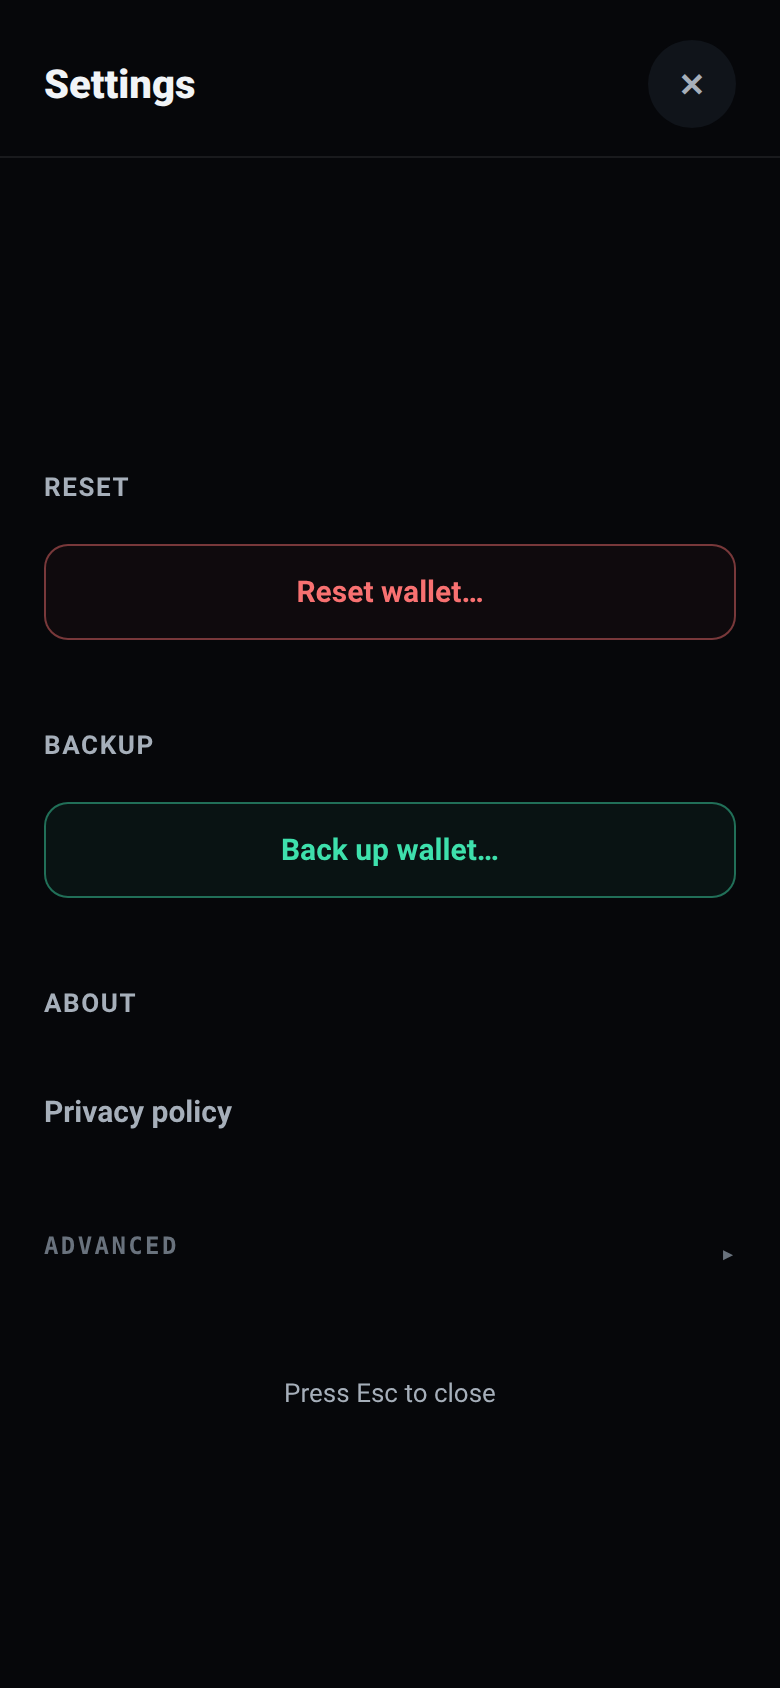 Settings
RESET
Reset wallet…
BACKUP
Back up wallet…
ABOUT
Privacy policy
ADVANCED
Press Esc to close